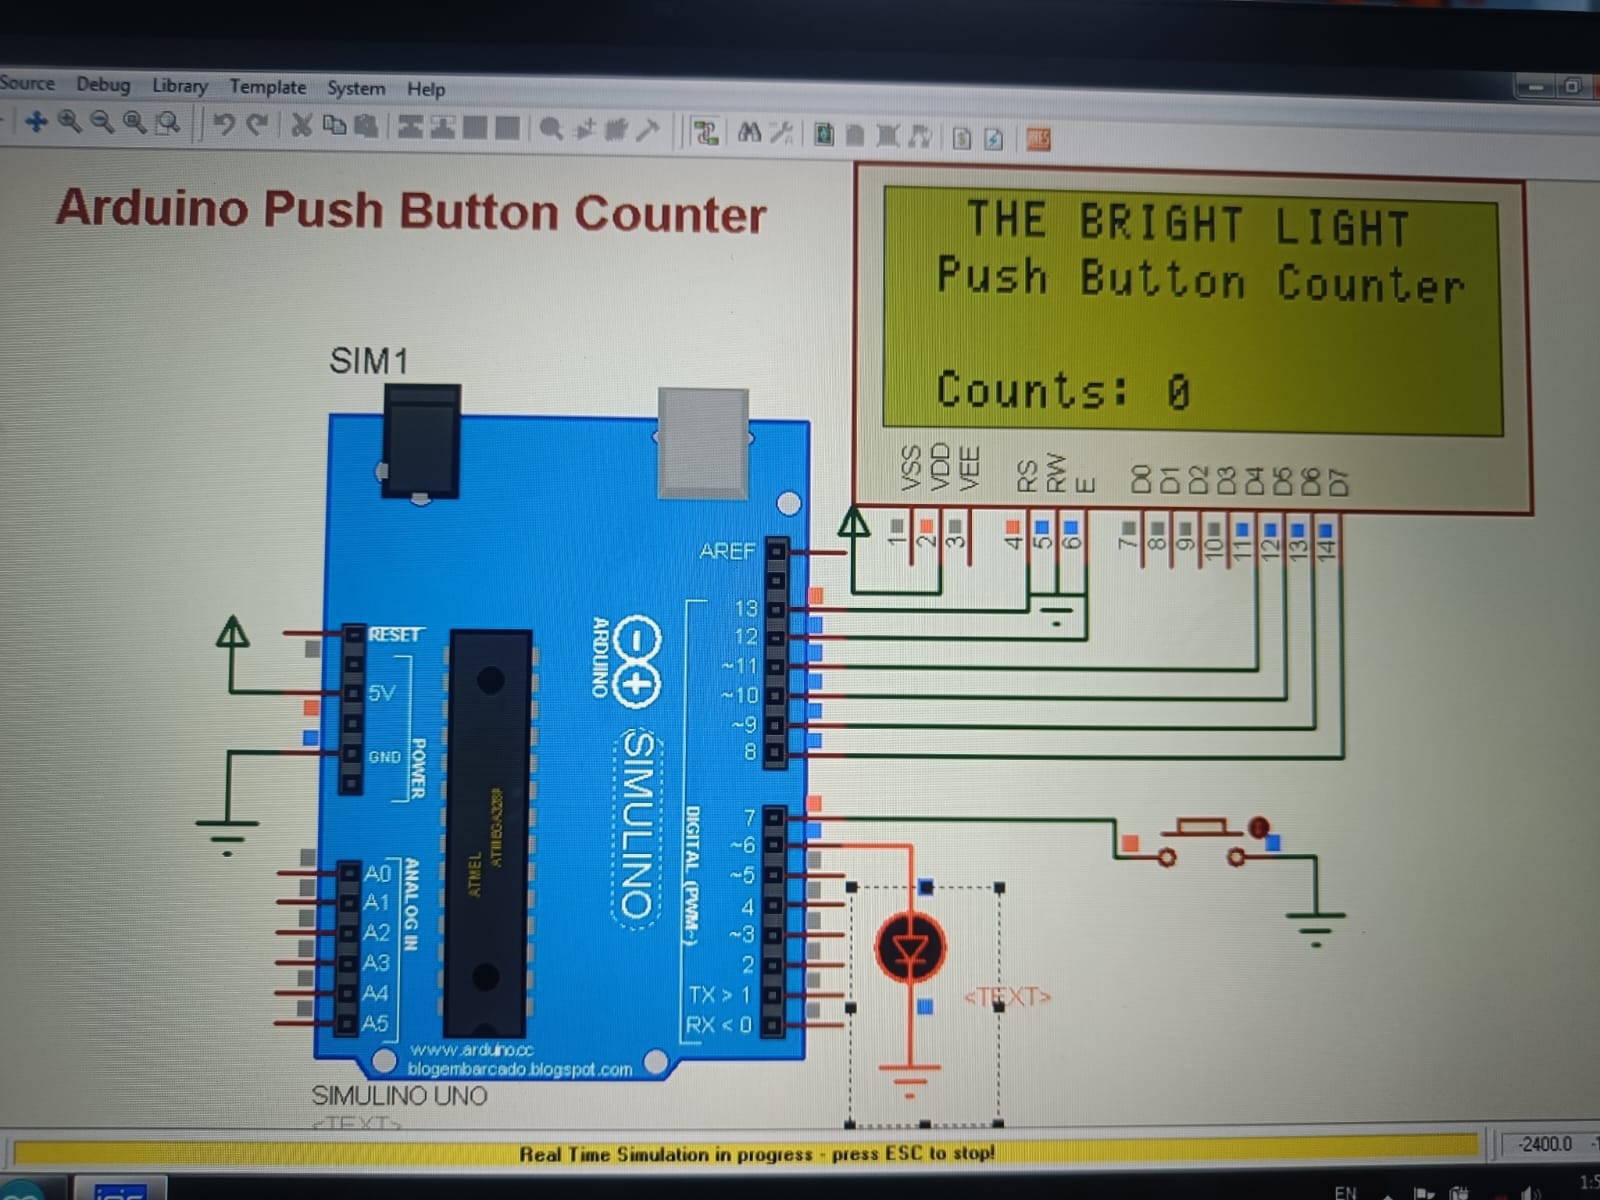 Source Debug Library Template System Help
Arduino Push Button Counter
THE BRIGHT LIGHT
Push Button Counter
Counts: 0
SIM1
VSS
VDD
VEE
RS
RW
E
D0
D1
D2
D3
D4
D5
D6
D7
1
2
3
4
5
6
7
8
9
10
11
12
13
14
AREF
13
12
~11
~10
~9
8
7
~6
~5
4
~3
2
TX > 1
RX < 0
DIGITAL (PWM~)
ARDUINO
SIMULINO
RESET
5V
GND
POWER
A0
A1
A2
A3
A4
A5
ANALOG IN
ATMEL
ATMEGA328P
www.arduino.cc
blogembarcado.blogspot.com
SIMULINO UNO
<TEXT>
<TEXT>
Real Time Simulation in progress - press ESC to stop!
-2400.0
EN